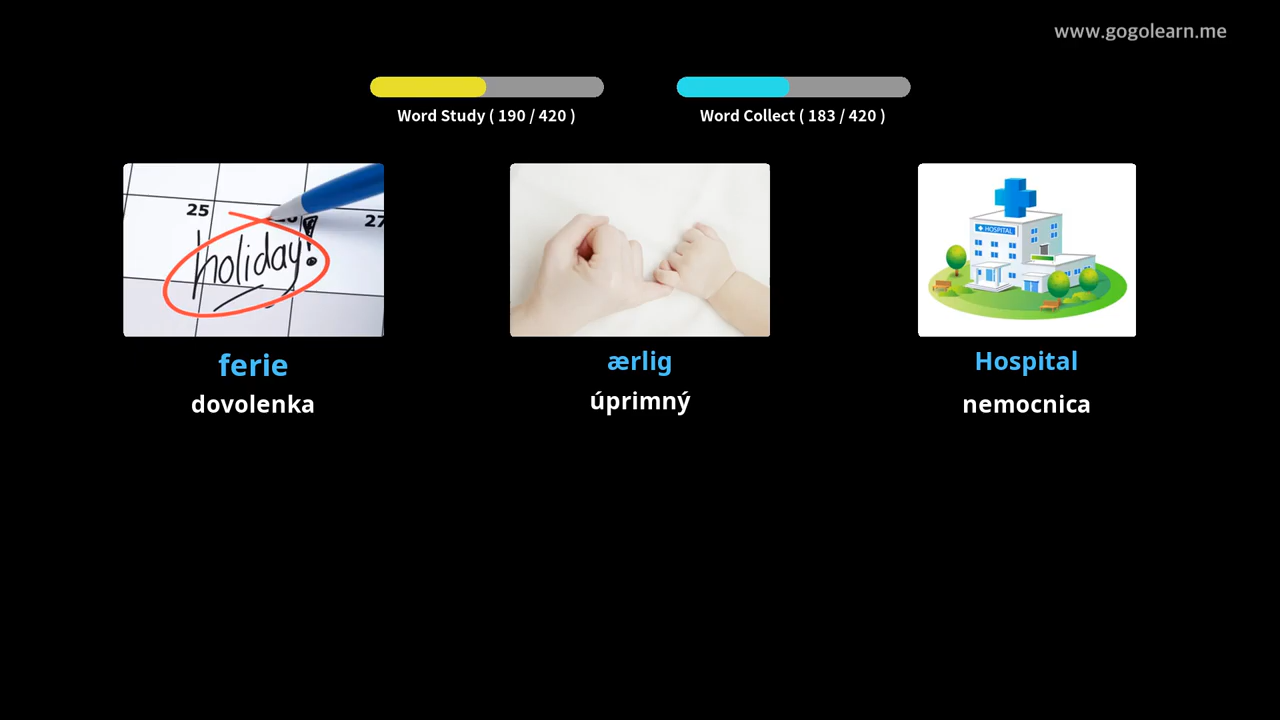 www.gogolearn.me
Word Study ( 190 / 420 )
Word Collect ( 183 / 420 )
25
27
holiday!
HOSPITAL
ferie
ærlig
Hospital
dovolenka
úprimný
nemocnica